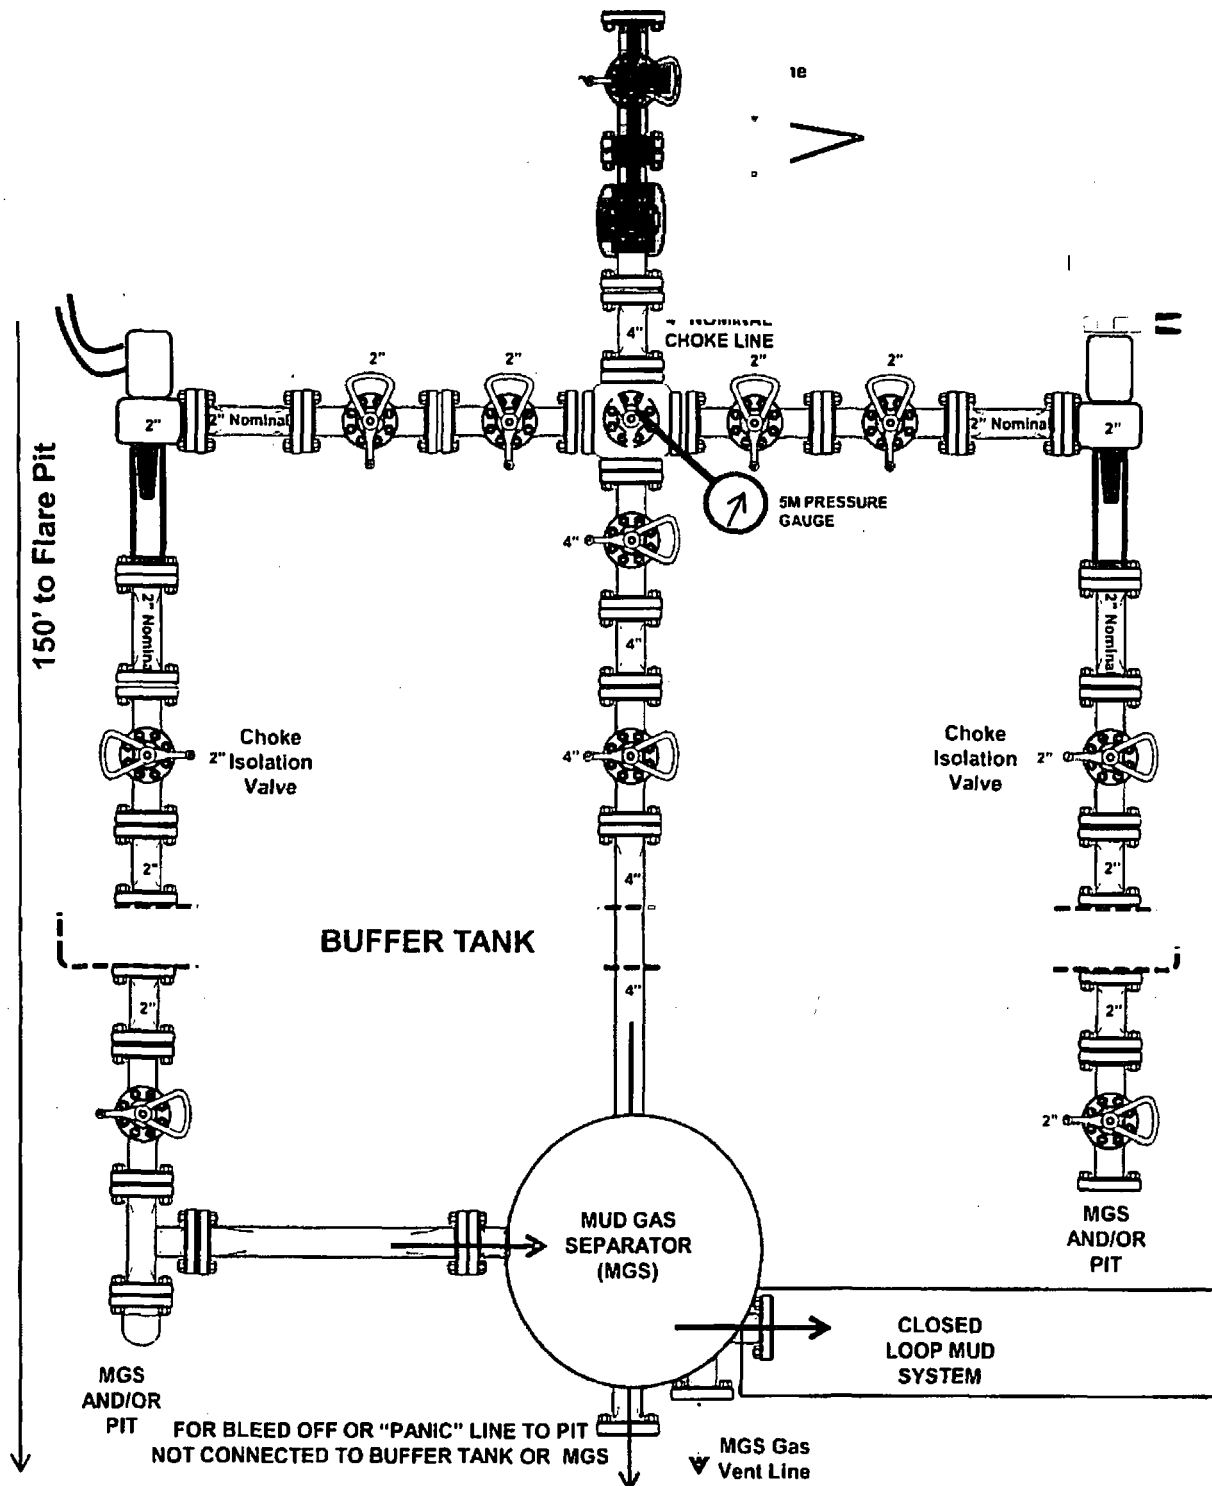 4"
CHOKE LINE
2"
2"
2"
2"
2"
2" Nominal
2" Nominal
2"
5M PRESSURE
GAUGE
4"
150' to Flare Pit
2" Nominal
4"
2" Nominal
2"
Choke
Isolation
Valve
4"
Choke
Isolation
Valve
2"
2"
4"
2"
BUFFER TANK
2"
4"
2"
2"
MUD GAS
SEPARATOR
(MGS)
MGS
AND/OR
PIT
CLOSED
LOOP MUD
SYSTEM
MGS
AND/OR
PIT
FOR BLEED OFF OR "PANIC" LINE TO PIT
NOT CONNECTED TO BUFFER TANK OR MGS
MGS Gas
Vent Line